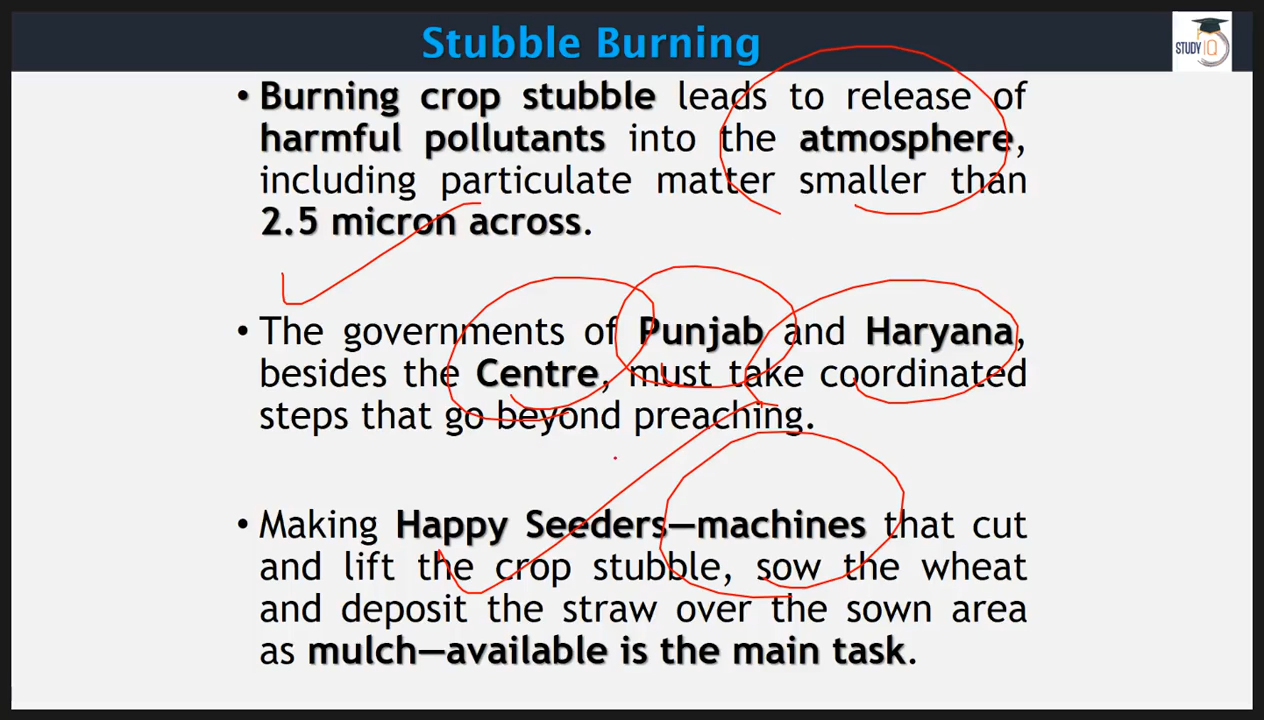 Stubble Burning
STUDY IQ
• Burning crop stubble leads to release of
harmful pollutants into the atmosphere,
including particulate matter smaller than
2.5 micron across.
• The governments of Punjab and Haryana,
besides the Centre, must take coordinated
steps that go beyond preaching.
• Making Happy Seeders—machines that cut
and lift the crop stubble, sow the wheat
and deposit the straw over the sown area
as mulch—available is the main task.